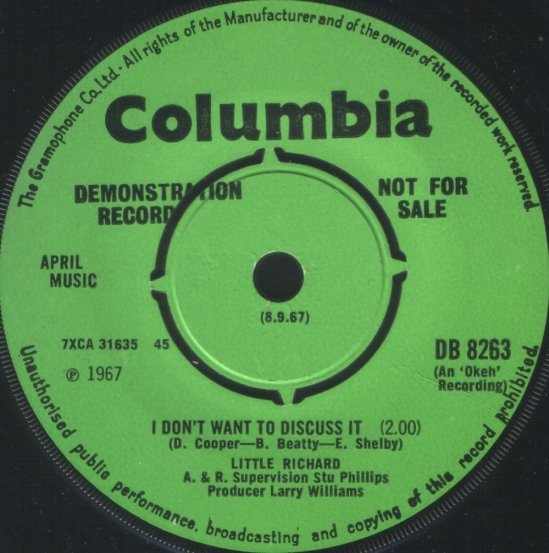 The Gramophone Co. Ltd. · All rights of the Manufacturer and of the owner of the recorded work reserved.
Columbia
DEMONSTRATION
RECORD
NOT FOR
SALE
APRIL
MUSIC
(8.9.67)
7XCA 31635 45
DB 8263
(An 'Okeh'
Recording)
℗ 1967
I DON'T WANT TO DISCUSS IT (2.00)
(D. Cooper—B. Beatty—E. Shelby)
LITTLE RICHARD
A. & R. Supervision Stu Phillips
Producer Larry Williams
Unauthorised public performance, broadcasting and copying of this record prohibited.